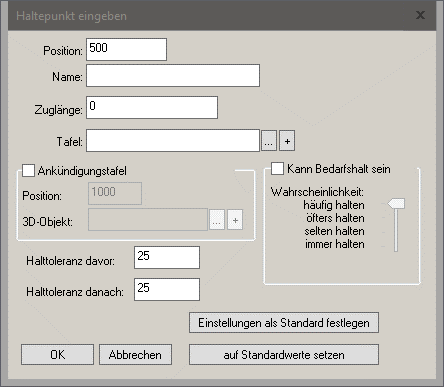 Haltepunkt eingeben x
Position: 500
Name:
Zuglänge: 0
Tafel: ... +
Ankündigungstafel
Position: 1000
3D-Objekt: ... +
Kann Bedarfshalt sein
Wahrscheinlichkeit:
häufig halten
öfters halten
selten halten
immer halten
Halttoleranz davor: 25
Halttoleranz danach: 25
Einstellungen als Standard festlegen
OK Abbrechen auf Standardwerte setzen